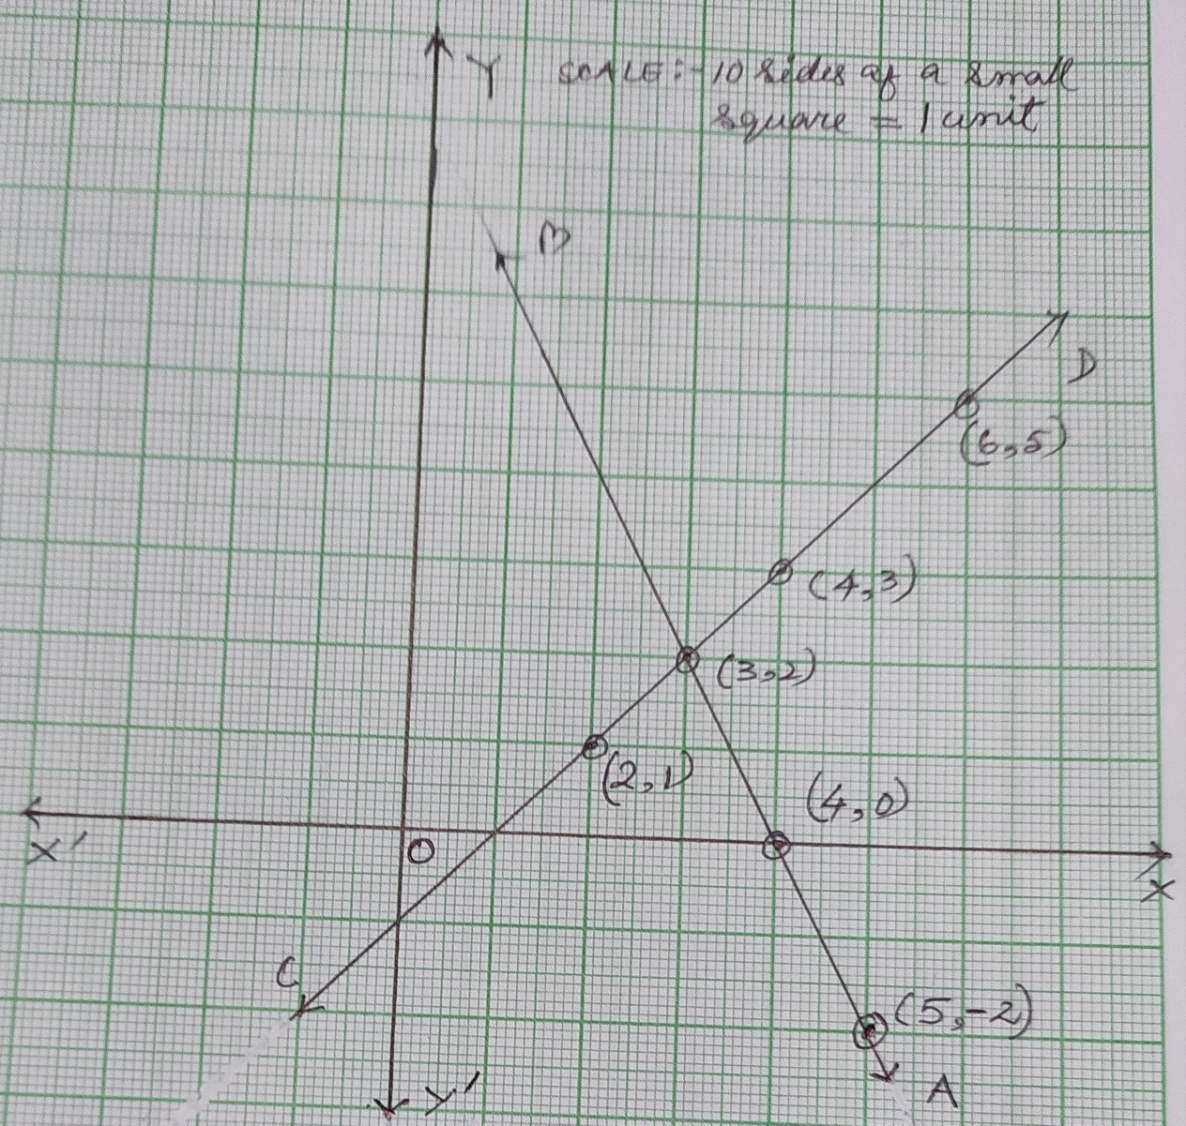 Y
SCALE:- 10 sides of a small
square = 1 unit
B
D
(6,5)
(4,3)
(3,2)
(2,1)
(4,0)
X'
O
X
C
(5,-2)
Y'
A